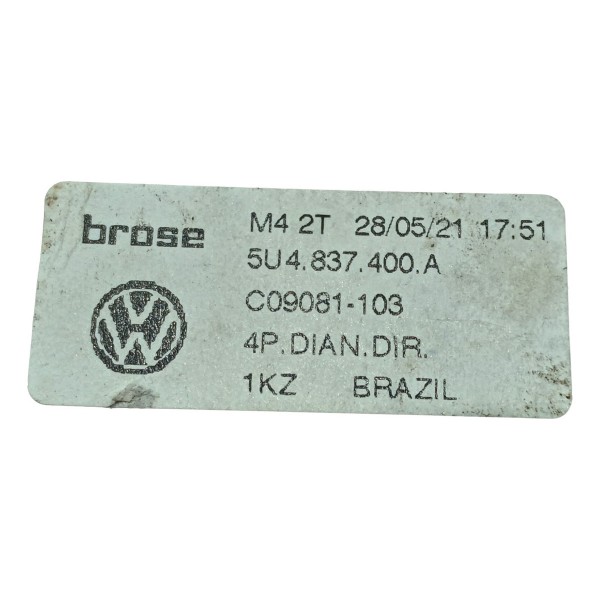 brose
M4 2T 28/05/21 17:51
5U4.837.400.A
C09081-103
4P.DIAN.DIR.
1KZ BRAZIL